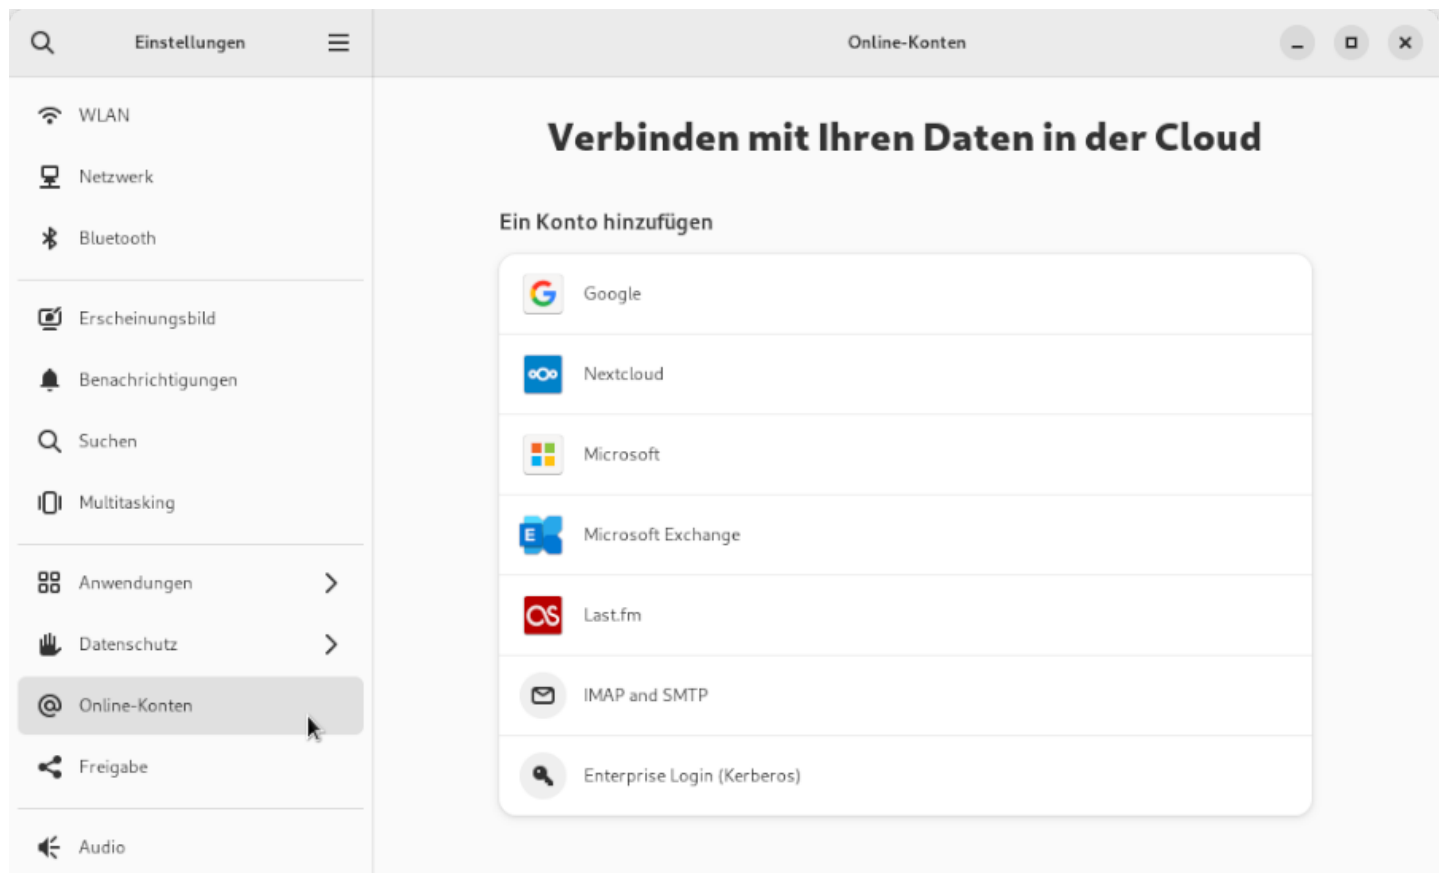 Einstellungen
Online-Konten
WLAN
Netzwerk
Bluetooth
Erscheinungsbild
Benachrichtigungen
Suchen
Multitasking
Anwendungen
Datenschutz
Online-Konten
Freigabe
Audio
Verbinden mit Ihren Daten in der Cloud
Ein Konto hinzufügen
Google
Nextcloud
Microsoft
Microsoft Exchange
Last.fm
IMAP and SMTP
Enterprise Login (Kerberos)